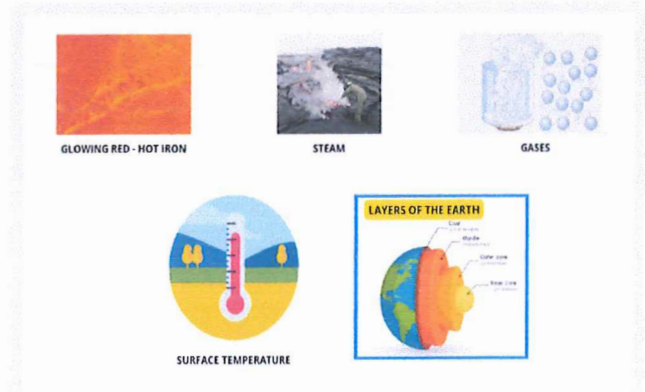 GLOWING RED - HOT IRON
STEAM
GASES
SURFACE TEMPERATURE
LAYERS OF THE EARTH
Crust
Mantle
Outer core
Inner core